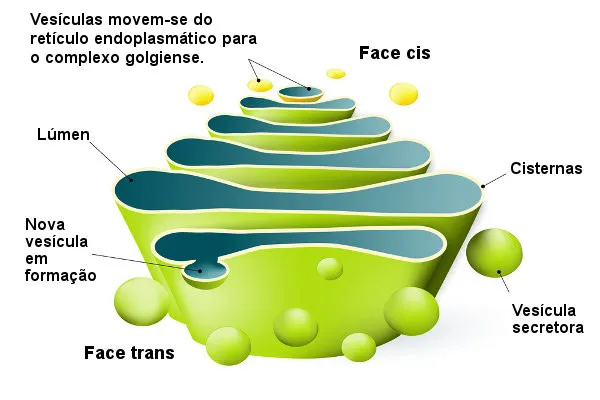 Vesículas movem-se do
retículo endoplasmático para
o complexo golgiense.
Face cis
Lúmen
Cisternas
Nova
vesícula
em
formação
Vesícula
secretora
Face trans